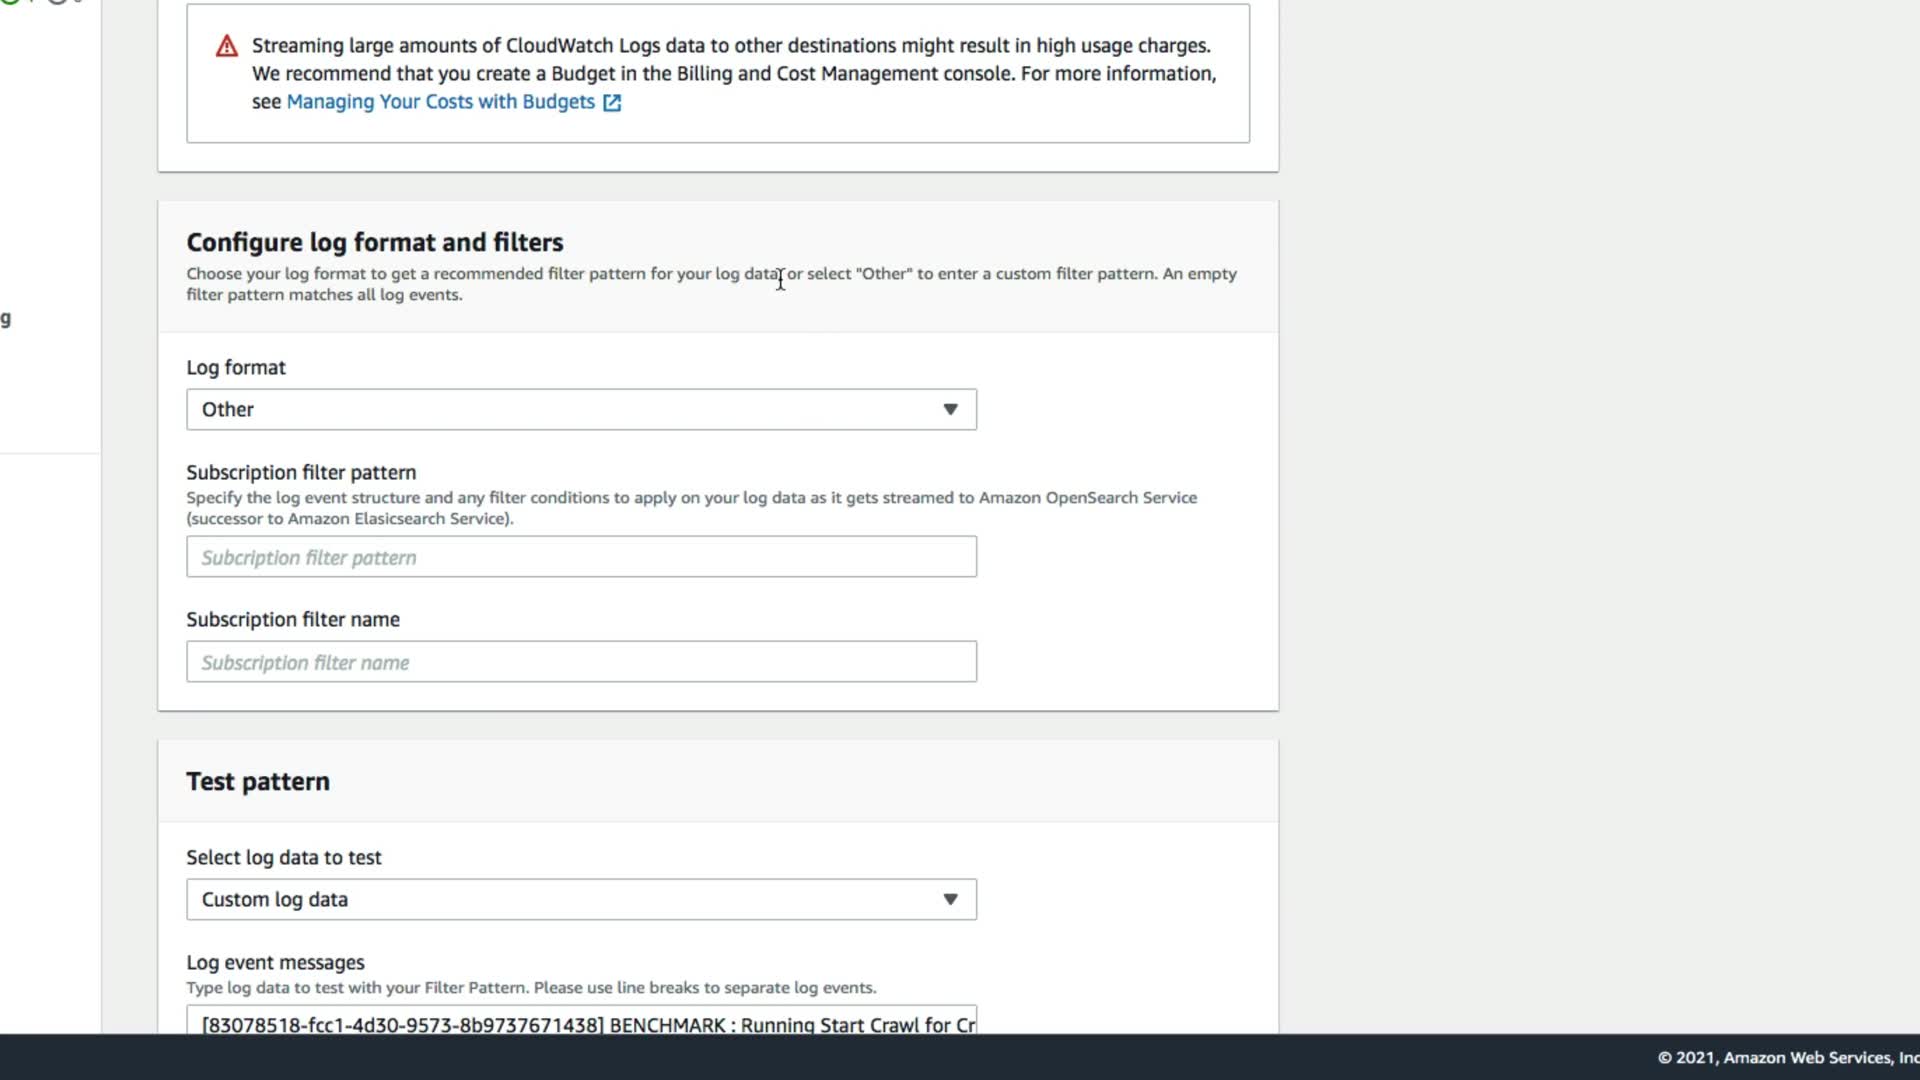 Streaming large amounts of CloudWatch Logs data to other destinations might result in high usage charges.
We recommend that you create a Budget in the Billing and Cost Management console. For more information,
see Managing Your Costs with Budgets
Configure log format and filters
Choose your log format to get a recommended filter pattern for your log data, or select "Other" to enter a custom filter pattern. An empty
filter pattern matches all log events.
g
Log format
Other
Subscription filter pattern
Specify the log event structure and any filter conditions to apply on your log data as it gets streamed to Amazon OpenSearch Service
(successor to Amazon Elasicsearch Service).
Subcription filter pattern
Subscription filter name
Subscription filter name
Test pattern
Select log data to test
Custom log data
Log event messages
Type log data to test with your Filter Pattern. Please use line breaks to separate log events.
[83078518-fcc1-4d30-9573-8b9737671438] BENCHMARK : Running Start Crawl for Cr
© 2021, Amazon Web Services, Inc